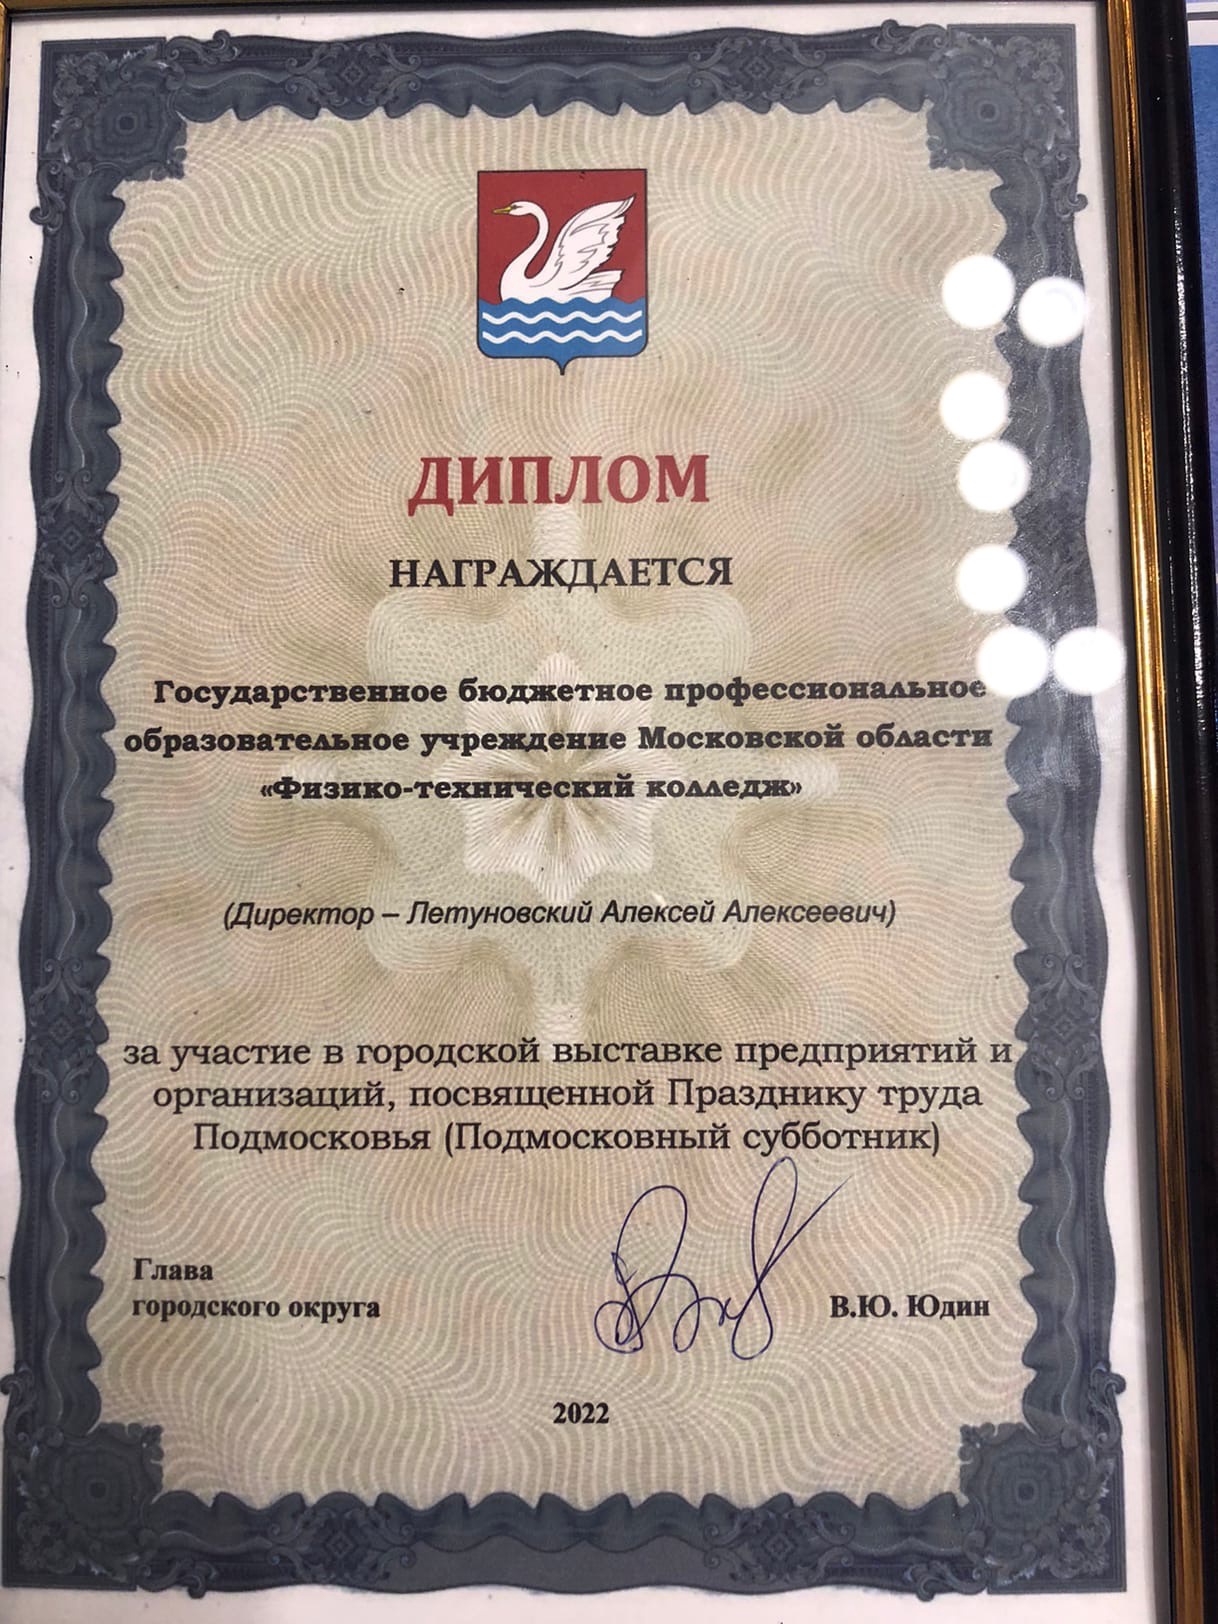 ДИПЛОМ
НАГРАЖДАЕТСЯ
Государственное бюджетное профессиональное
образовательное учреждение Московской области
«Физико-технический колледж»
(Директор – Летуновский Алексей Алексеевич)
за участие в городской выставке предприятий и
организаций, посвященной Празднику труда
Подмосковья (Подмосковный субботник)
Глава
городского округа
В.Ю. Юдин
2022